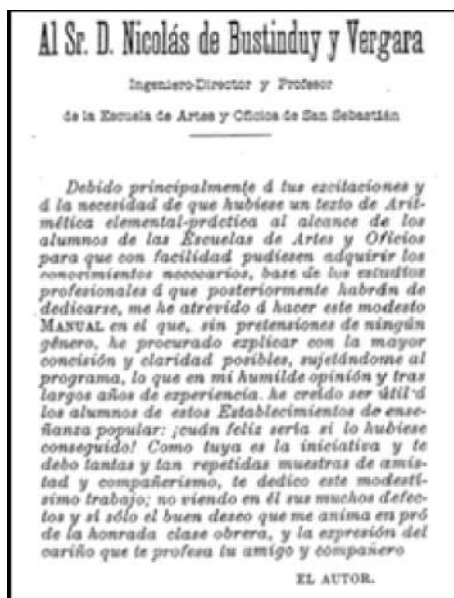 Al Sr. D. Nicolás de Bustinduy y Vergara
Ingeniero-Director y Profesor
de la Escuela de Artes y Oficios de San Sebastián
Debido principalmente á tus excitaciones y
á la necesidad de que hubiese un texto de Arit-
mética elemental-práctica al alcance de los
alumnos de las Escuelas de Artes y Oficios
para que con facilidad pudiesen adquirir los
conocimientos necesarios, base de los estudios
profesionales á que posteriormente habrán de
dedicarse, me he atrevido á hacer este modesto
MANUAL en el que, sin pretensiones de ningún
género, he procurado explicar con la mayor
concisión y claridad posibles, sujetándome al
programa, lo que en mi humilde opinión y tras
largos años de experiencia, he creído ser útil á
los alumnos de estos Establecimientos de ense-
ñanza popular: ¡cuán feliz sería si lo hubiese
conseguido! Como tuya es la iniciativa y te
debo tantas y tan repetidas muestras de amis-
tad y compañerismo, te dedico este modestí-
simo trabajo; no viendo en él sus muchos defec-
tos y si sólo el buen deseo que me anima en pró
de la honrada clase obrera, y la expresión del
cariño que te profesa tu amigo y compañero
EL AUTOR.